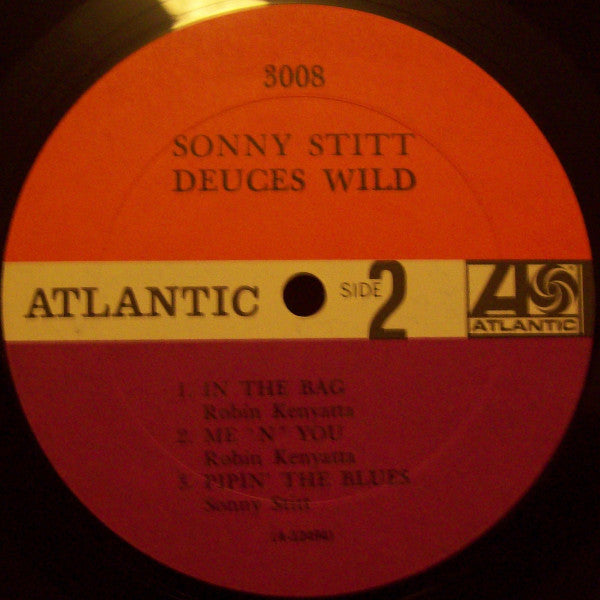 3008
SONNY STITT
DEUCES WILD
ATLANTIC
SIDE 2
ATLANTIC
1. IN THE BAG
Robin Kenyatta
2. ME "N" YOU
Robin Kenyatta
3. PIPIN' THE BLUES
Sonny Stitt